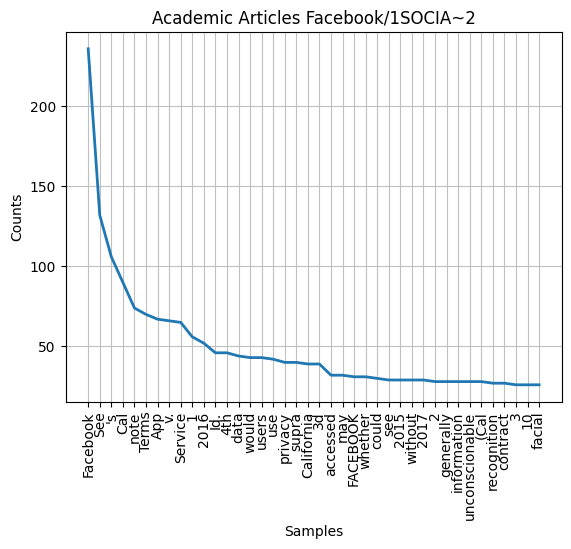 Academic Articles Facebook/1SOCIA~2
Counts
200
150
100
50
Facebook
See
's
Cal
note
Terms
App
v.
Service
1
2016
Id.
4th
data
would
users
use
privacy
supra
California
3d
accessed
may
FACEBOOK
whether
could
see
2015
without
2017
2
generally
information
unconscionable
(Cal
recognition
contract
3
10
facial
Samples